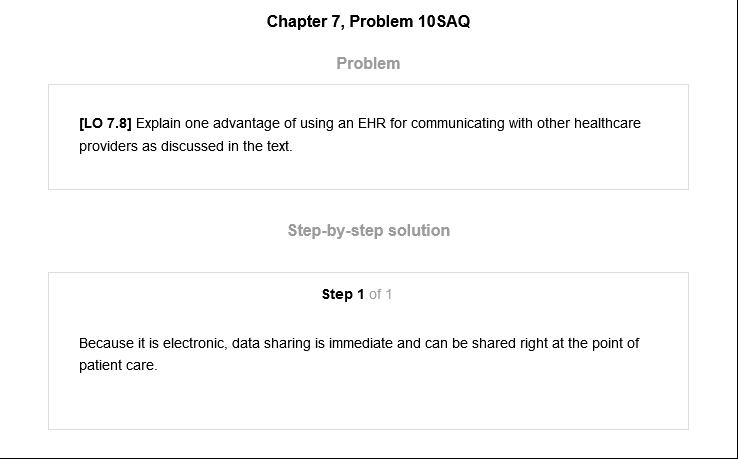 Chapter 7, Problem 10SAQ
Problem
[LO 7.8] Explain one advantage of using an EHR for communicating with other healthcare
providers as discussed in the text.
Step-by-step solution
Step 1 of 1
Because it is electronic, data sharing is immediate and can be shared right at the point of
patient care.